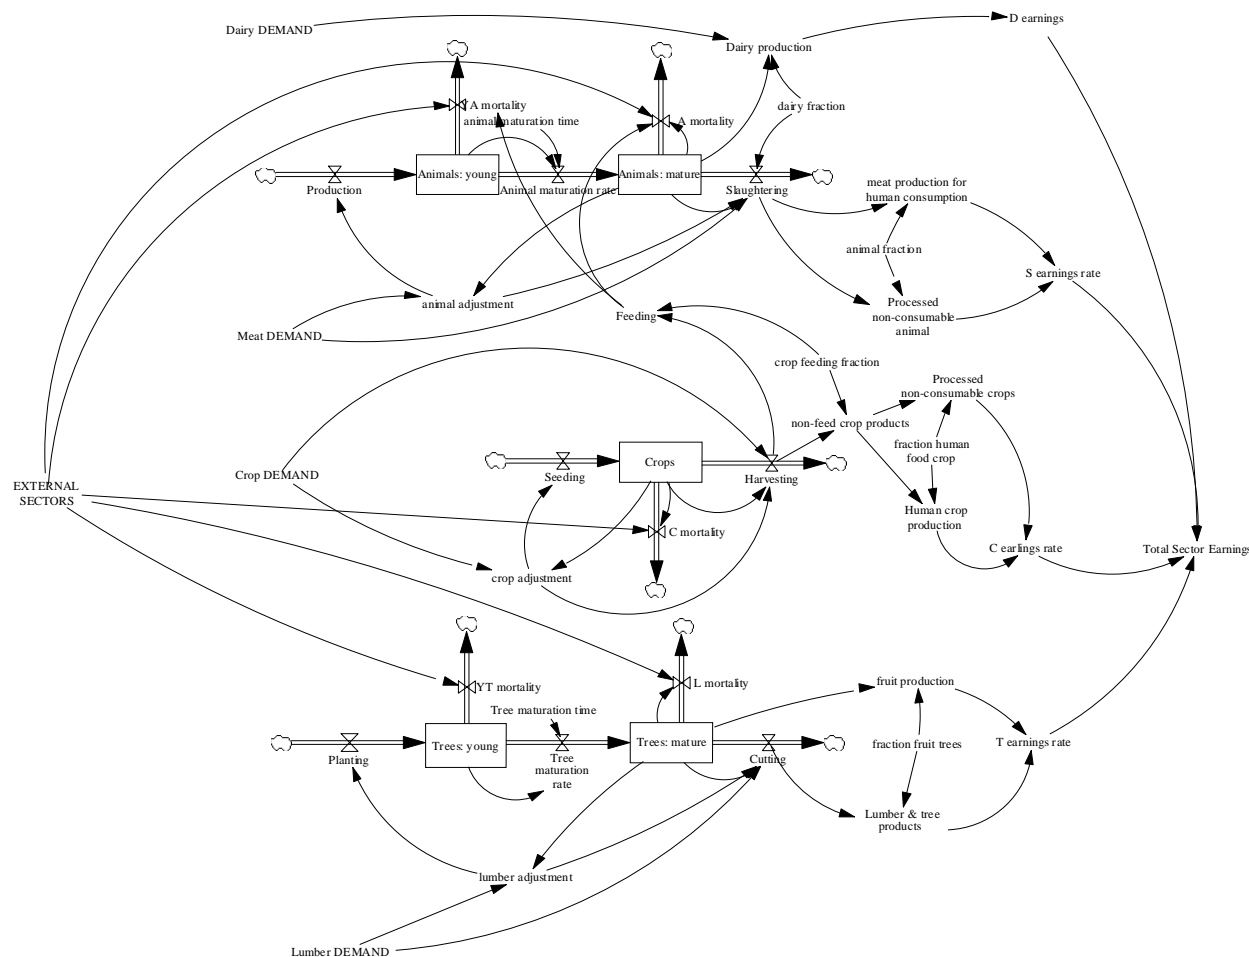 Dairy DEMAND
D earnings
Dairy production
A mortality
dairy fraction
animal maturation time
A mortality
Animals: young
Animals: mature
Production
Animal maturation rate
Slaughtering
meat production for
human consumption
animal fraction
S earnings rate
animal adjustment
Processed
non-consumable
animal
Feeding
Meat DEMAND
crop feeding fraction
Processed
non-consumable crops
non-feed crop products
fraction human
food crop
Crops
Crop DEMAND
Seeding
Harvesting
EXTERNAL
SECTORS
Human crop
production
C mortality
C earlings rate
Total Sector Earnings
crop adjustment
YT mortality
L mortality
fruit production
Tree maturation time
Trees: young
Trees: mature
fraction fruit trees
T earnings rate
Planting
Tree
maturation
rate
Cutting
Lumber & tree
products
lumber adjustment
Lumber DEMAND